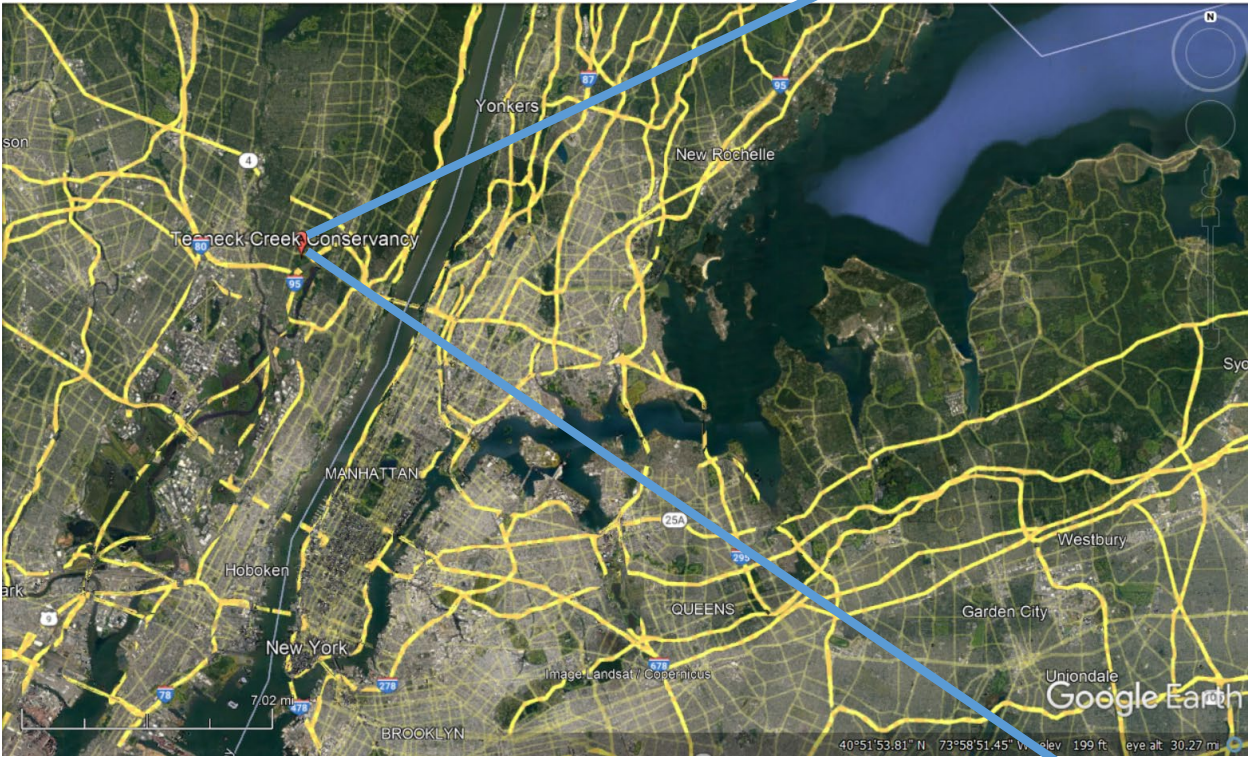 N
87
95
Yonkers
son
4
New Rochelle
Teaneck Creek Conservancy
80
95
Syo
MANHATTAN
25A
295
Westbury
Hoboken
ark
9
QUEENS
Garden City
New York
678
Image Landsat / Copernicus
Uniondale
278
78
7.02 mi
478
Google Earth
BROOKLYN
40°51'53.81" N 73°58'51.45" W elev 199 ft eye alt 30.27 mi